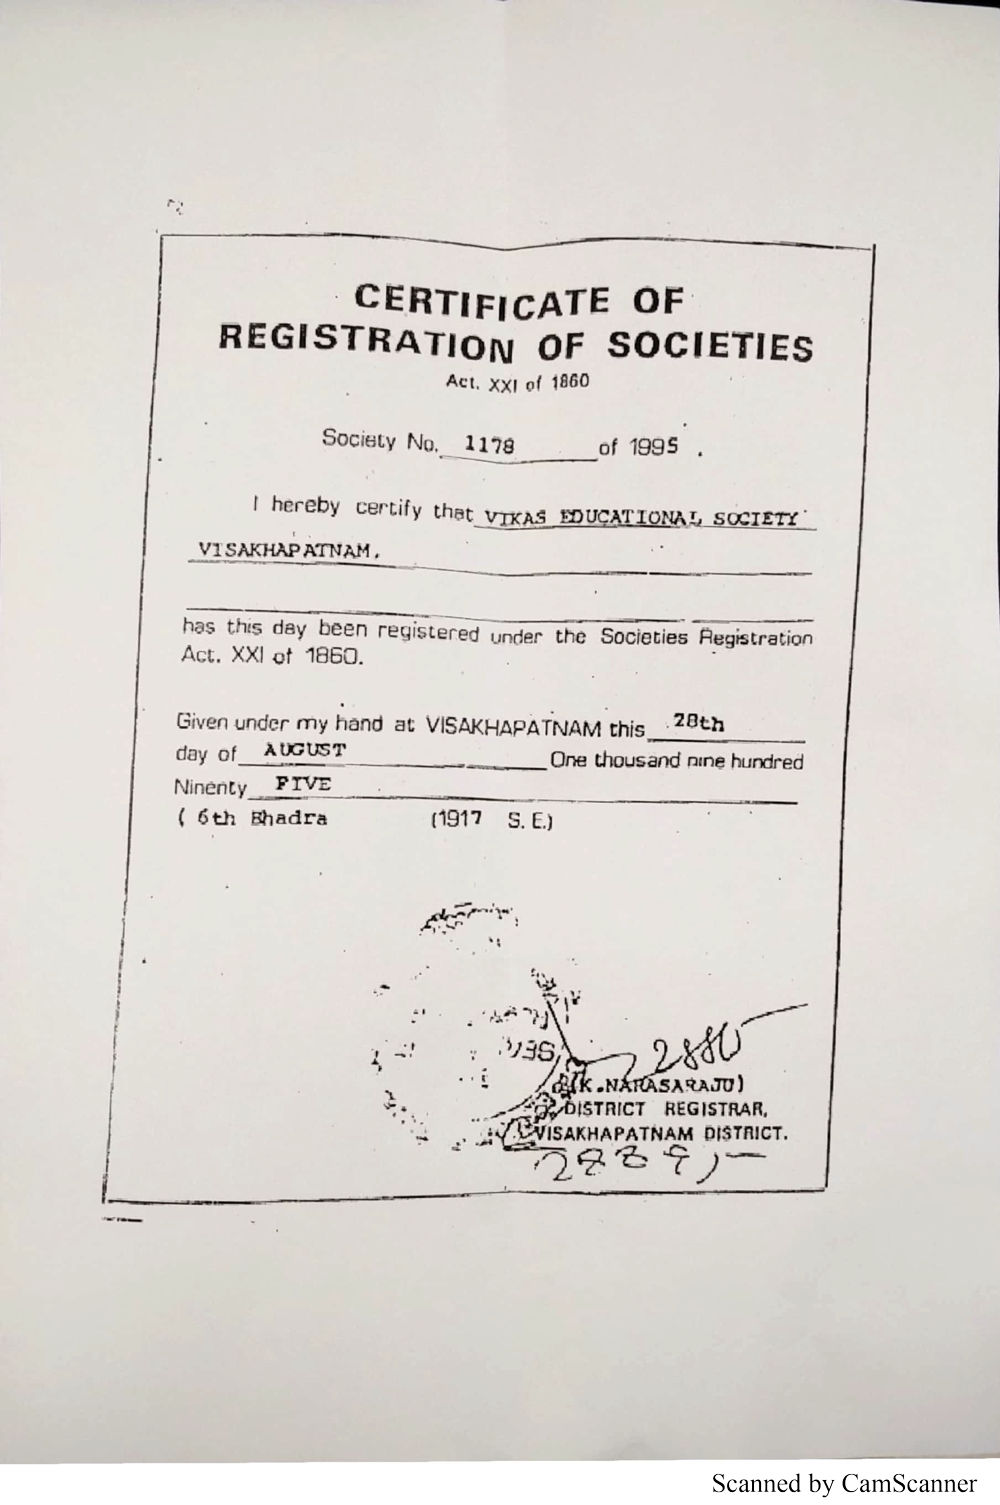 CERTIFICATE OF
REGISTRATION OF SOCIETIES
Act. XXI of 1860
Society No. 1178 of 1995 .
I hereby certify that VIKAS EDUCATIONAL SOCIETY
VISAKHAPATNAM.
has this day been registered under the Societies Registration
Act. XXI of 1860.
Given under my hand at VISAKHAPATNAM this 28th
day of AUGUST One thousand nine hundred
Ninenty FIVE
( 6th Bhadra (1917 S. E.)
(K.NARASARAJU)
DISTRICT REGISTRAR,
VISAKHAPATNAM DISTRICT.
Scanned by CamScanner